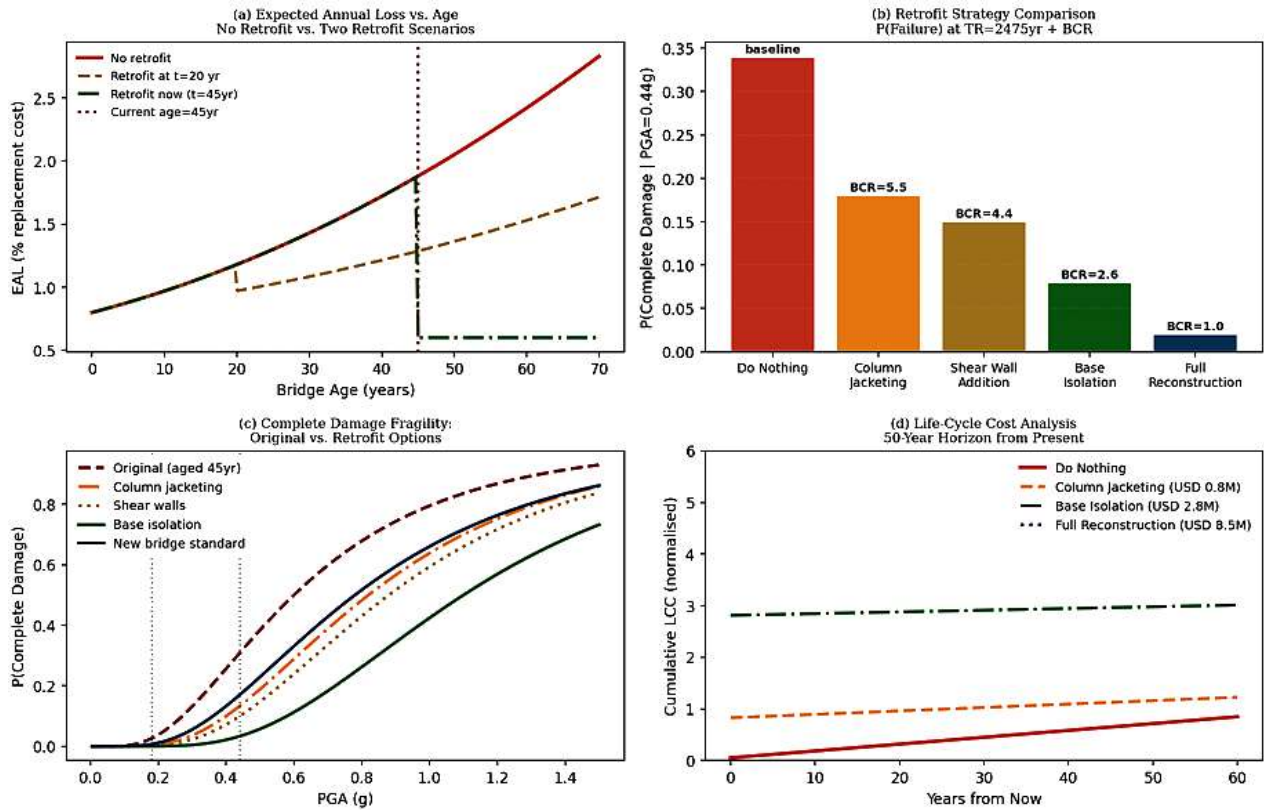 (a) Expected Annual Loss vs. Age
No Retrofit vs. Two Retrofit Scenarios
EAL (% replacement cost)
2.5
2.0
1.5
1.0
0.5
No retrofit
Retrofit at t=20 yr
Retrofit now (t=45yr)
Current age=45yr
0 10 20 30 40 50 60 70
Bridge Age (years)
(b) Retrofit Strategy Comparison
P(Failure) at TR=2475yr + BCR
P(Complete Damage | PGA=0.44g)
0.35
0.30
0.25
0.20
0.15
0.10
0.05
0.00
baseline
BCR=5.5
BCR=4.4
BCR=2.6
BCR=1.0
Do Nothing
Column
Jacketing
Shear Wall
Addition
Base
Isolation
Full
Reconstruction
(c) Complete Damage Fragility:
Original vs. Retrofit Options
P(Complete Damage)
0.8
0.6
0.4
0.2
0.0
Original (aged 45yr)
Column jacketing
Shear walls
Base isolation
New bridge standard
0.0 0.2 0.4 0.6 0.8 1.0 1.2 1.4
PGA (g)
(d) Life-Cycle Cost Analysis
50-Year Horizon from Present
Cumulative LCC (normalised)
6
5
4
3
2
1
0
Do Nothing
Column Jacketing (USD 0.8M)
Base Isolation (USD 2.8M)
Full Reconstruction (USD 8.5M)
0 10 20 30 40 50 60
Years from Now